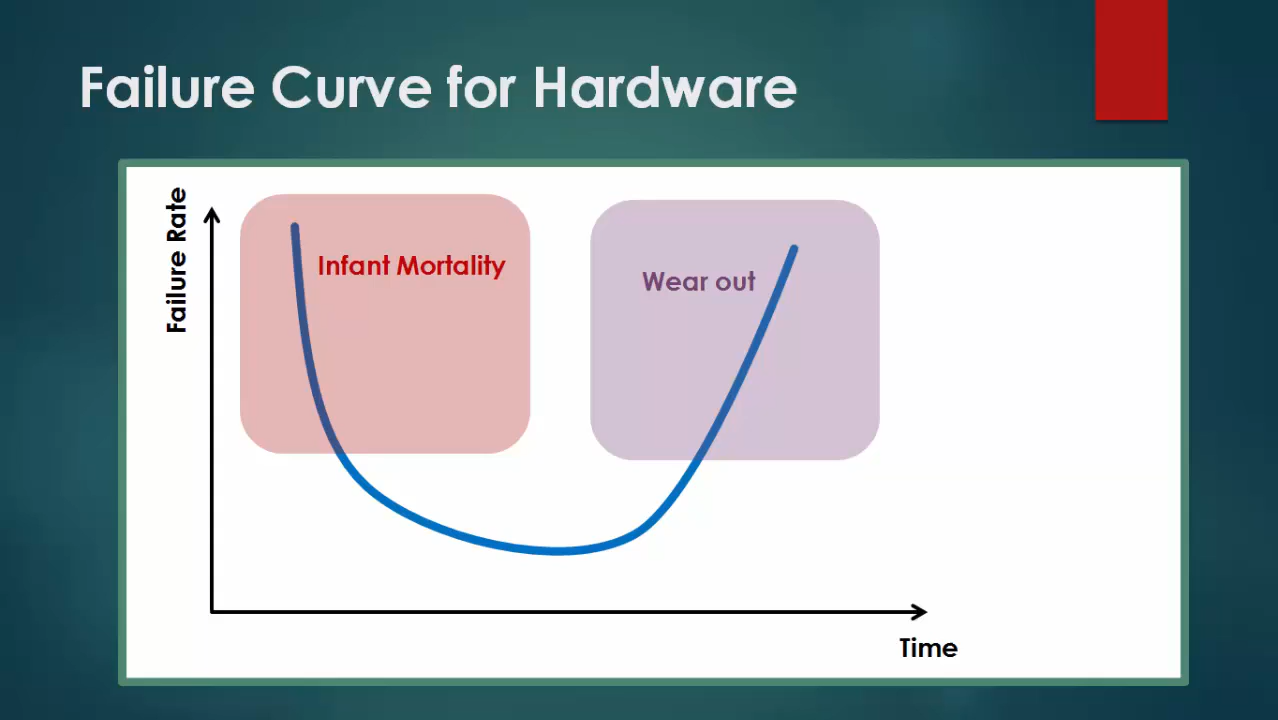 Failure Curve for Hardware
Failure Rate
Infant Mortality
Wear out
Time